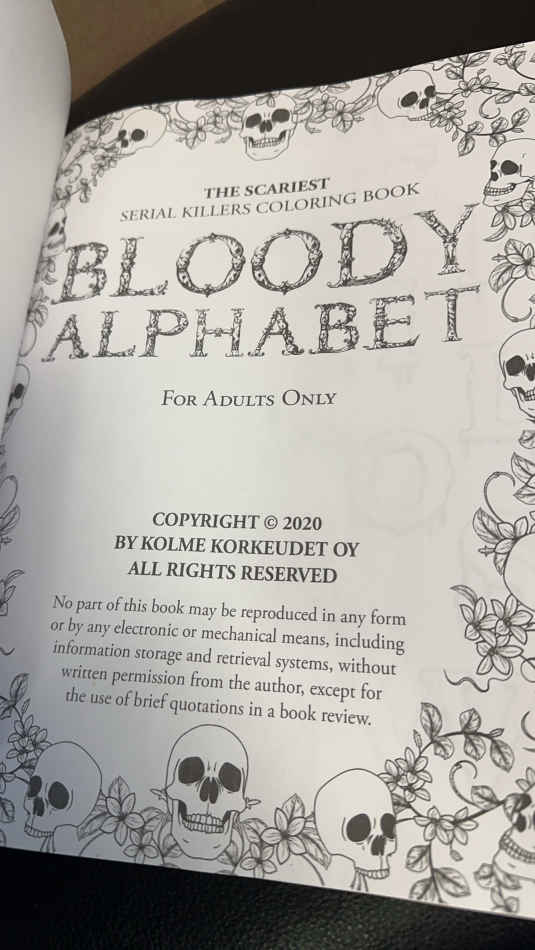 THE SCARIEST
SERIAL KILLERS COLORING BOOK
BLOODY
ALPHABET
FOR ADULTS ONLY
COPYRIGHT © 2020
BY KOLME KORKEUDET OY
ALL RIGHTS RESERVED
No part of this book may be reproduced in any form
or by any electronic or mechanical means, including
information storage and retrieval systems, without
written permission from the author, except for
the use of brief quotations in a book review.